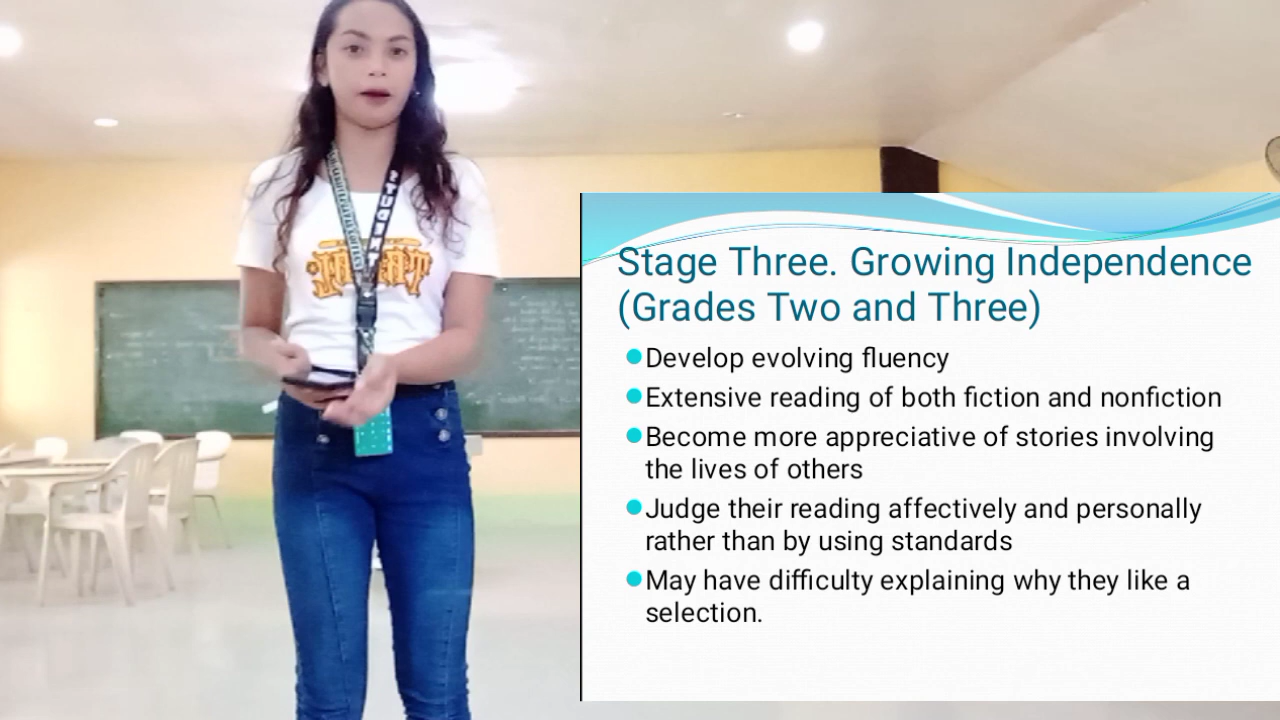 Stage Three. Growing Independence
(Grades Two and Three)
Develop evolving fluency
Extensive reading of both fiction and nonfiction
Become more appreciative of stories involving
the lives of others
Judge their reading affectively and personally
rather than by using standards
May have difficulty explaining why they like a
selection.